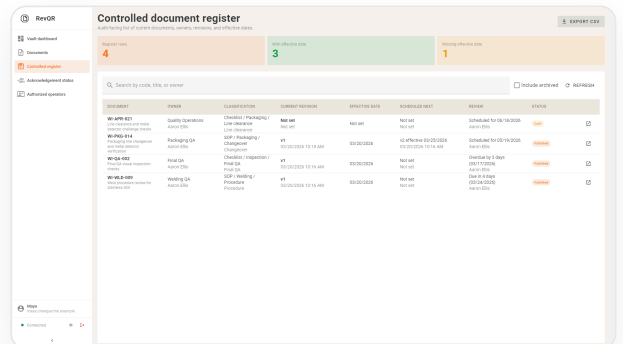 RevQR
Vault dashboard
Documents
Controlled register
Acknowledgement status
Authorized operators
Controlled document register
Audit-facing list of current documents, owners, revisions, and effective dates.
EXPORT CSV
Register rows
4
With effective date
3
Missing effective date
1
Search by code, title, or owner
Include archived
REFRESH
DOCUMENT OWNER CLASSIFICATION CURRENT REVISION EFFECTIVE DATE SCHEDULED NEXT REVIEW STATUS
WI-APR-021
Line clearance and metal
detector challenge checks
Quality Operations
Aaron Ellis
Checklist / Packaging /
Line clearance
Line clearance
Not set
Not set
Not set
Not set
Not set
Scheduled for 06/18/2026
Aaron Ellis
Draft
WI-PKG-014
Packaging line changeover
and metal detector
verification
Packaging QA
Aaron Ellis
SOP / Packaging /
Changeover
Changeover
v1
03/20/2026 10:15 AM
03/20/2026
v2 effective 03/25/2026
03/20/2026 10:16 AM
Scheduled for 05/19/2026
Aaron Ellis
Published
WI-QA-002
Final QA visual inspection
checks
Final QA
Aaron Ellis
Checklist / Inspection /
Final QA
Final QA
v1
03/20/2026 10:16 AM
03/20/2026
Not set
Not set
Overdue by 3 days
(03/17/2026)
Aaron Ellis
Published
WI-WLD-009
Weld procedure review for
stainless skid
Welding QA
Aaron Ellis
SOP / Welding /
Procedure
Procedure
v1
03/20/2026 10:16 AM
03/20/2026
Not set
Not set
Due in 4 days
(03/24/2026)
Aaron Ellis
Published
Maya
Connected